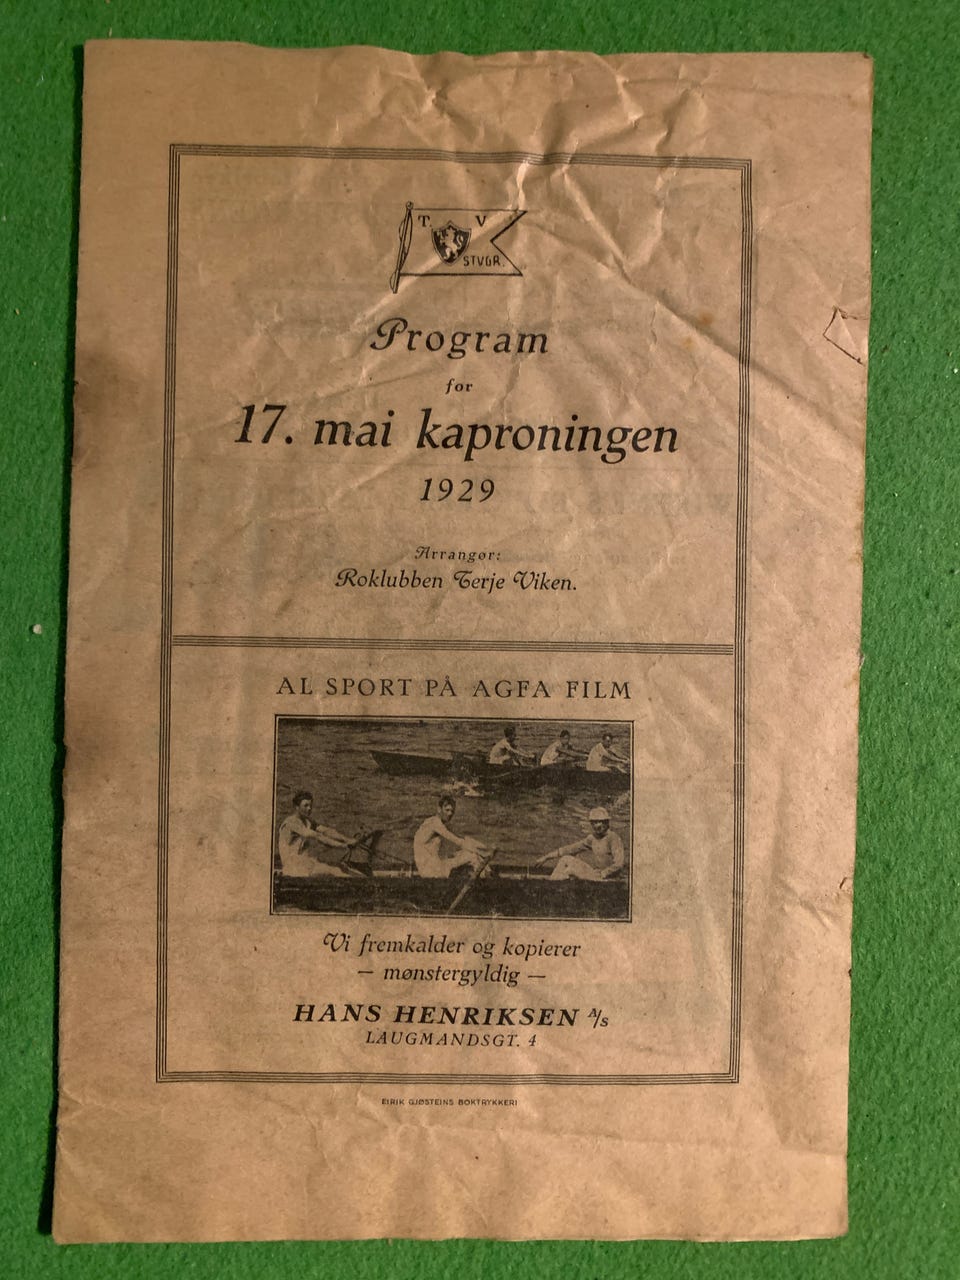 T. V.
STVGR.
Program
for
17. mai kaproningen
1929
Arrangør:
Roklubben Terje Viken.
AL SPORT PÅ AGFA FILM
Vi fremkalder og kopierer
— mønstergyldig —
HANS HENRIKSEN A/S
LAUGMANDSGT. 4
EIRIK GJØSTEINS BOKTRYKKERI